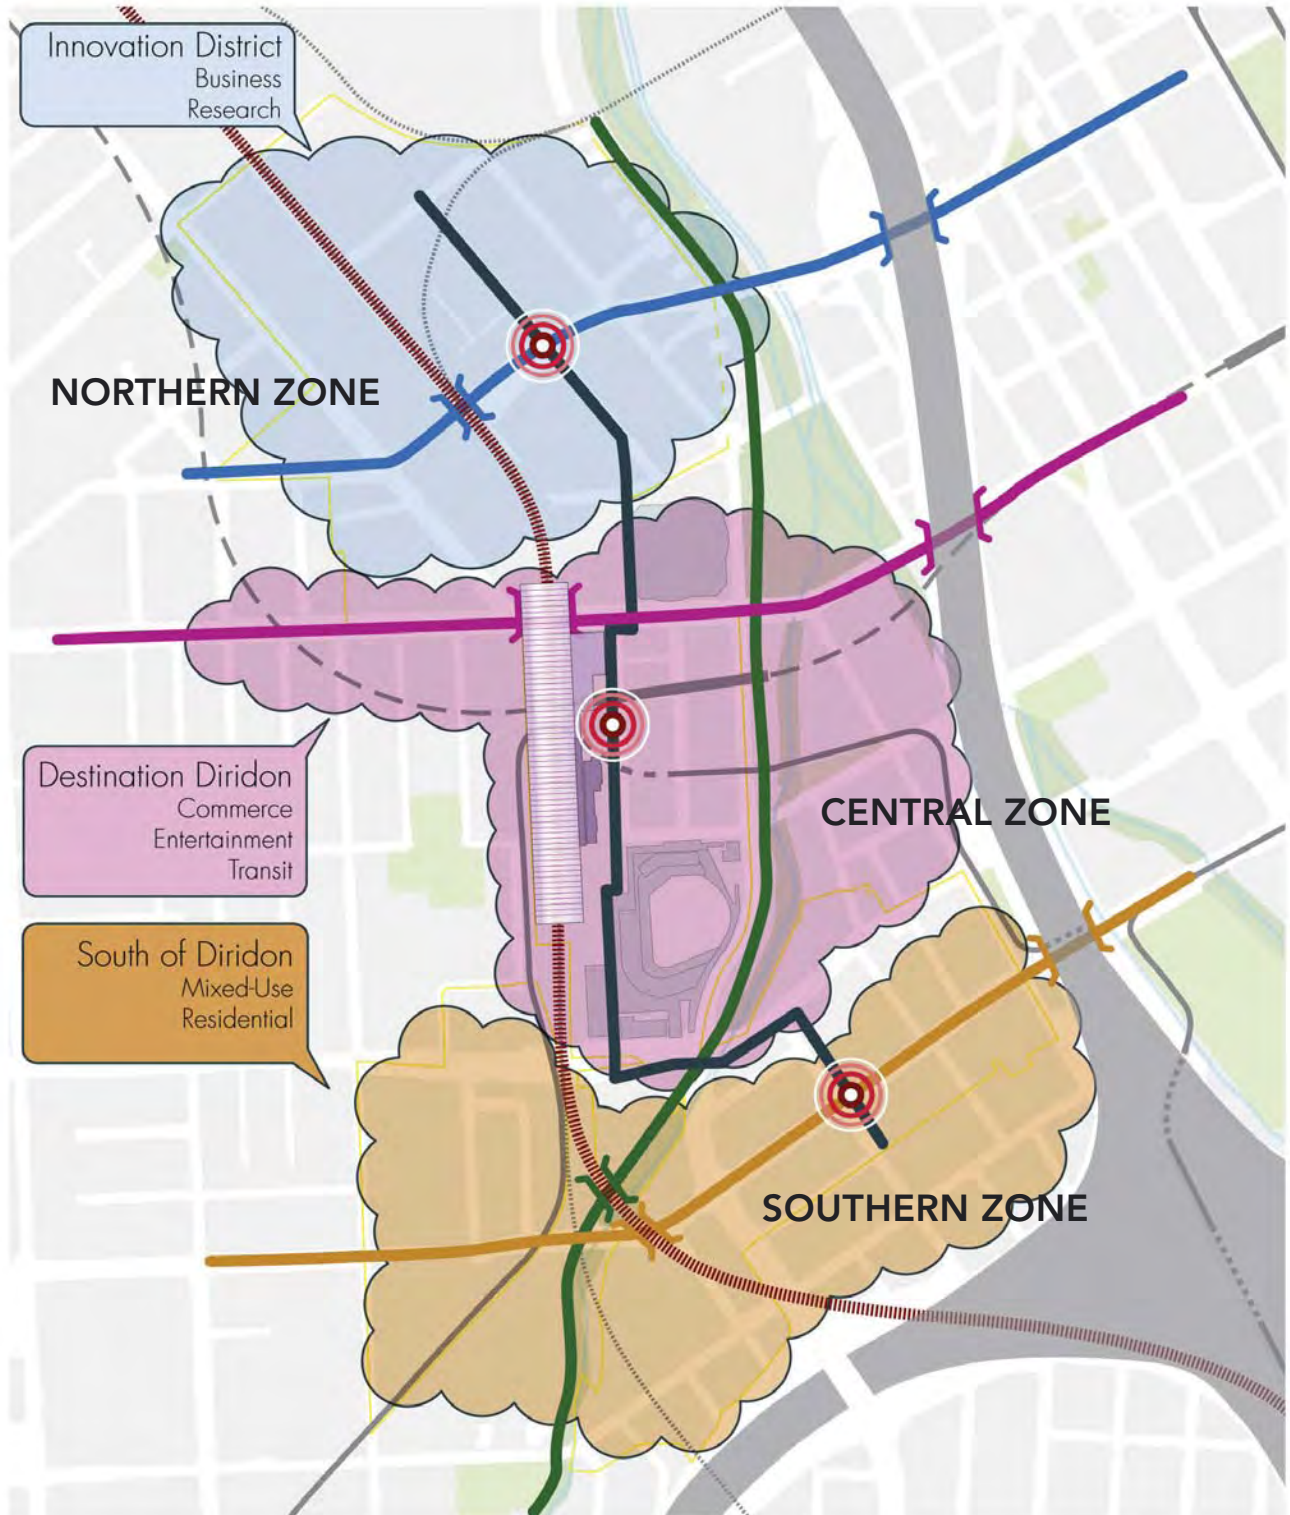 Innovation District
Business
Research
NORTHERN ZONE
Destination Diridon
Commerce
Entertainment
Transit
CENTRAL ZONE
South of Diridon
Mixed-Use
Residential
SOUTHERN ZONE